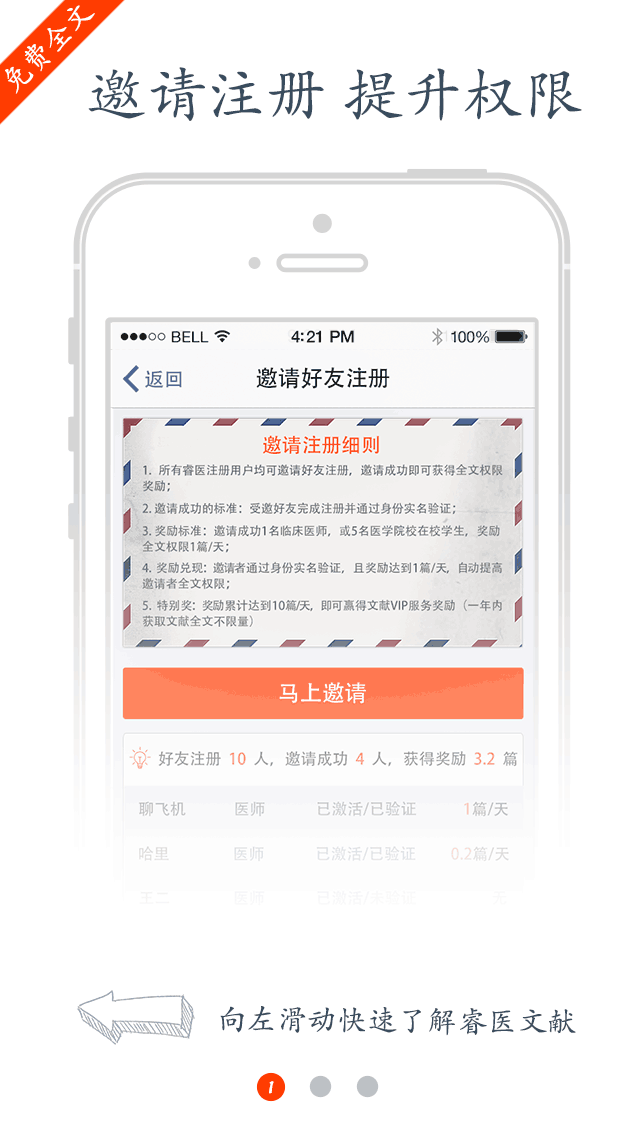 免费全文
邀请注册 提升权限
BELL 4:21 PM 100%
返回 邀请好友注册
邀请注册细则
1. 所有睿医注册用户均可邀请好友注册，邀请成功即可获得全文权限
奖励；
2. 邀请成功的标准：受邀好友完成注册并通过身份实名验证；
3. 奖励标准：邀请成功1名临床医师，或5名医学院校在校学生，奖励
全文权限1篇/天；
4. 奖励兑现：邀请者通过身份实名验证，且奖励达到1篇/天，自动提高
邀请者全文权限；
5. 特别奖：奖励累计达到10篇/天，即可赢得文献VIP服务奖励（一年内
获取文献全文不限量）
马上邀请
好友注册 10 人，邀请成功 4 人，获得奖励 3.2 篇
聊飞机 医师 已激活/已验证 1篇/天
哈里 医师 已激活/已验证 0.2篇/天
王二 医师 已激活/未验证 天
向左滑动快速了解睿医文献
1